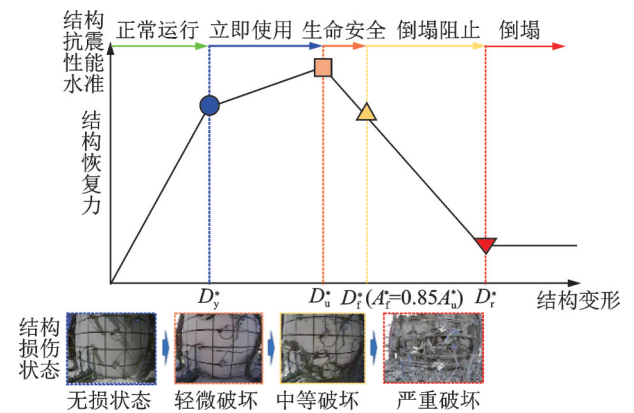 结构
抗震
性能
水准
正常运行 立即使用 生命安全 倒塌阻止 倒塌
结构恢复力
D*y D*u D*f(A*f=0.85A*u) D*r 结构变形
结构
损伤
状态
无损状态 轻微破坏 中等破坏 严重破坏